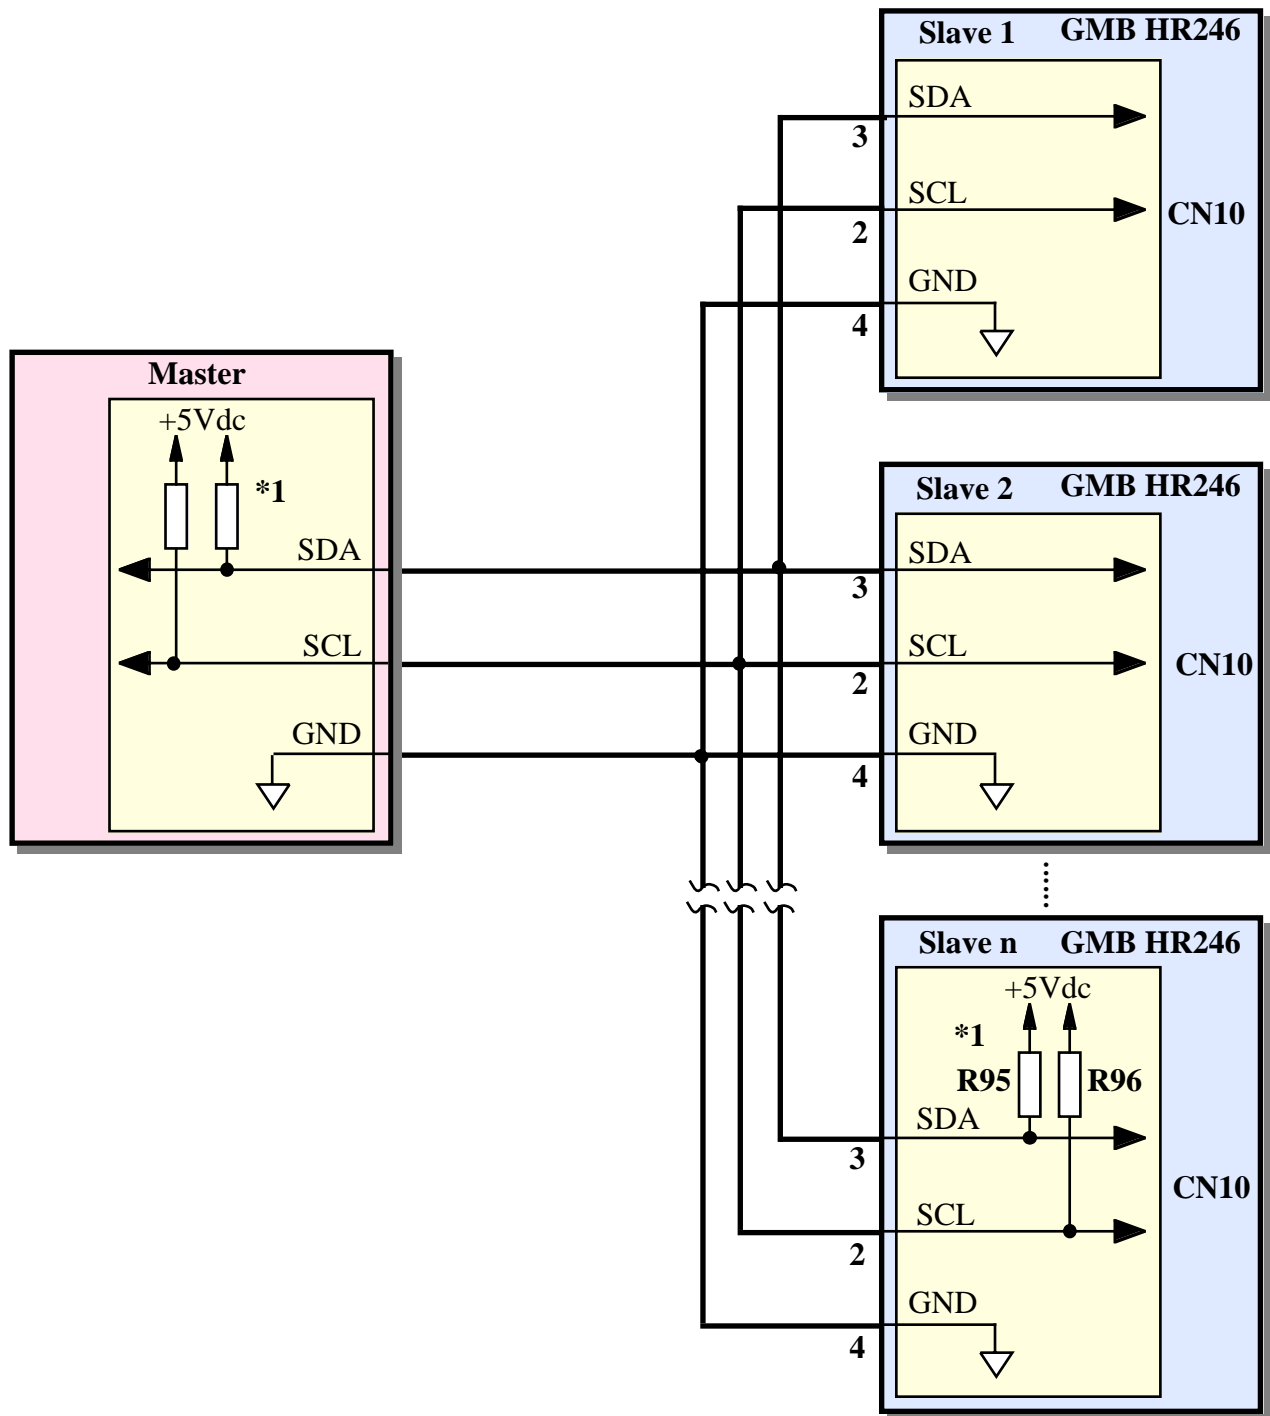 Slave 1 GMB HR246
SDA
3
SCL
2
CN10
GND
4
Master
+5Vdc
*1
SDA
SCL
GND
Slave 2 GMB HR246
SDA
3
SCL
2
CN10
GND
4
Slave n GMB HR246
+5Vdc
*1
R95 R96
SDA
3
CN10
SCL
2
GND
4